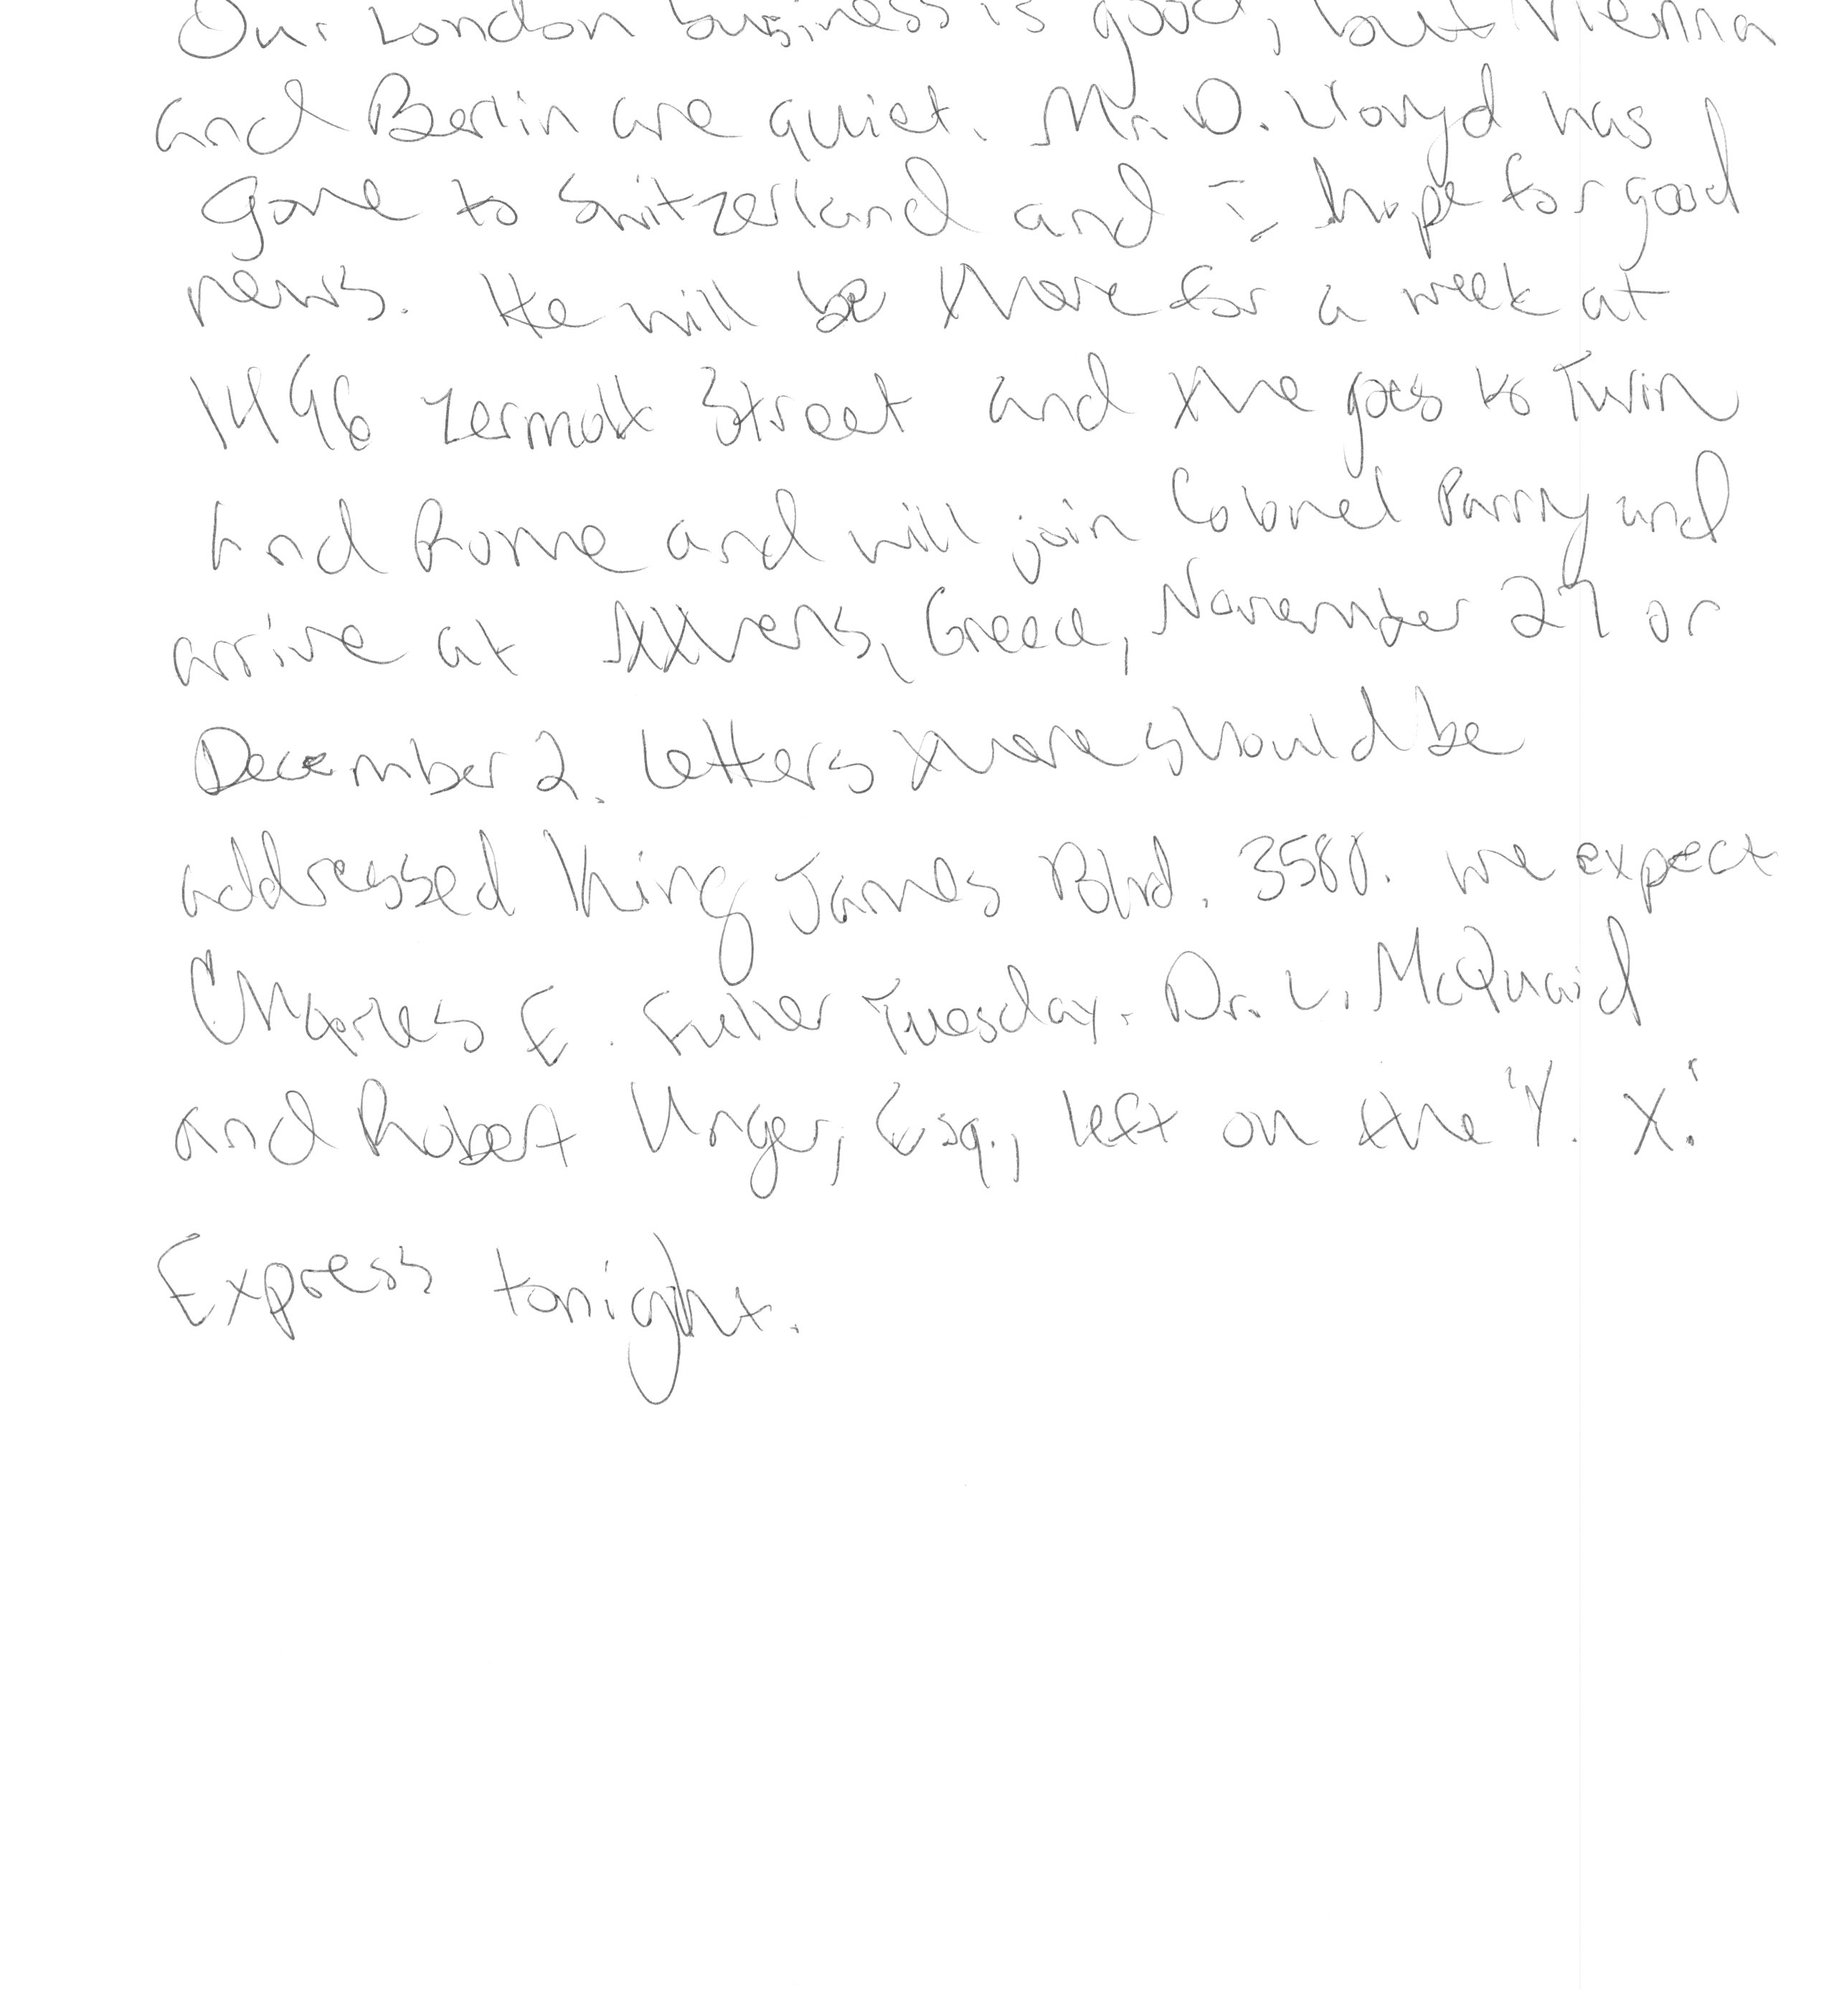 Our London business is good, but Vienna
and Berlin are quiet. Mr. D. Lloyd has
gone to Switzerland and I hope for good
news. He will be there for a week at
1496 Zermott Street and the goes to Turin
and Rome and will join Colonel Parry and
arrive at Athens, Greece, November 27 or
December 2. Letters there should be
addressed King James Blvd. 3580. We expect
Charles E. Fuller Tuesday. Dr. L. McQuaid
and Robert Unger, Esq., left on the "Y. X."
Express tonight.